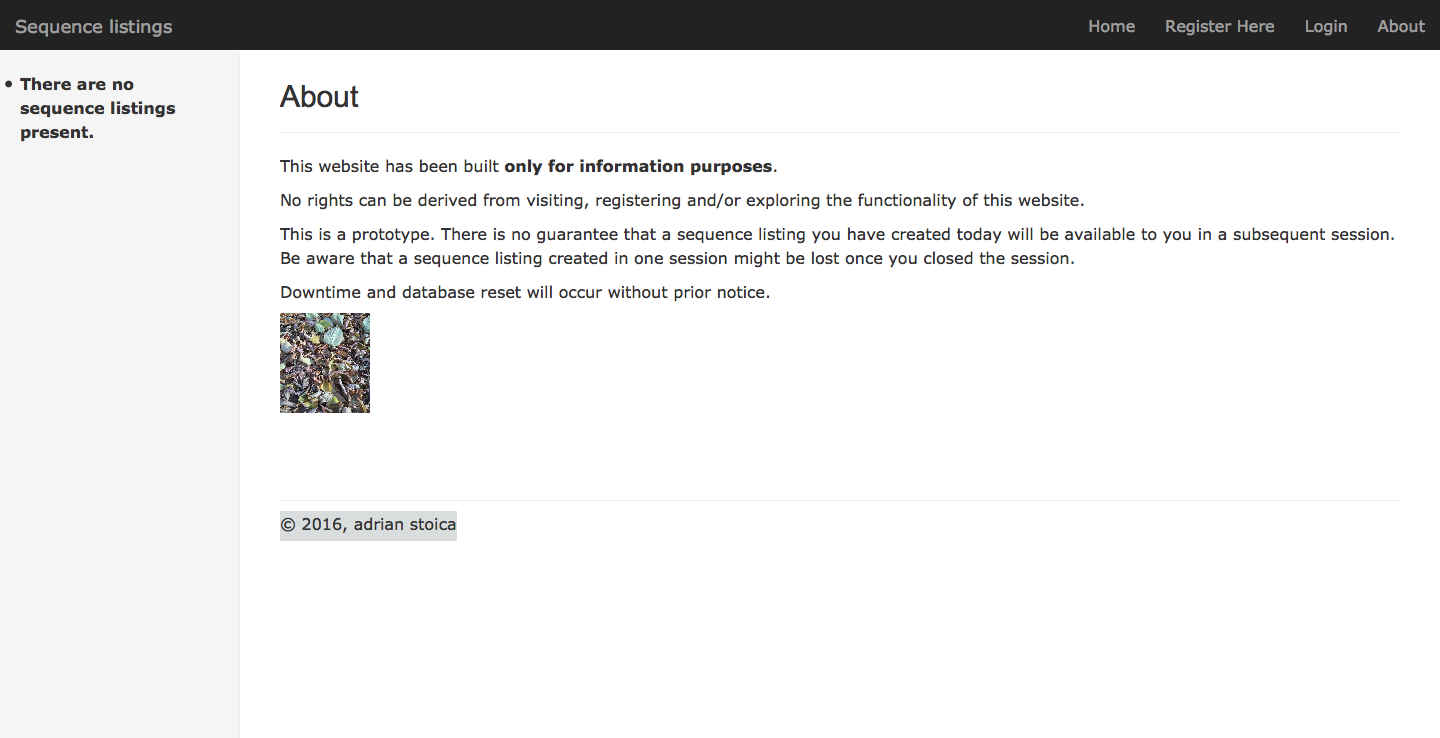 Sequence listings
Home Register Here Login About
• There are no
sequence listings
present.
About
This website has been built only for information purposes.
No rights can be derived from visiting, registering and/or exploring the functionality of this website.
This is a prototype. There is no guarantee that a sequence listing you have created today will be available to you in a subsequent session.
Be aware that a sequence listing created in one session might be lost once you closed the session.
Downtime and database reset will occur without prior notice.
© 2016, adrian stoica